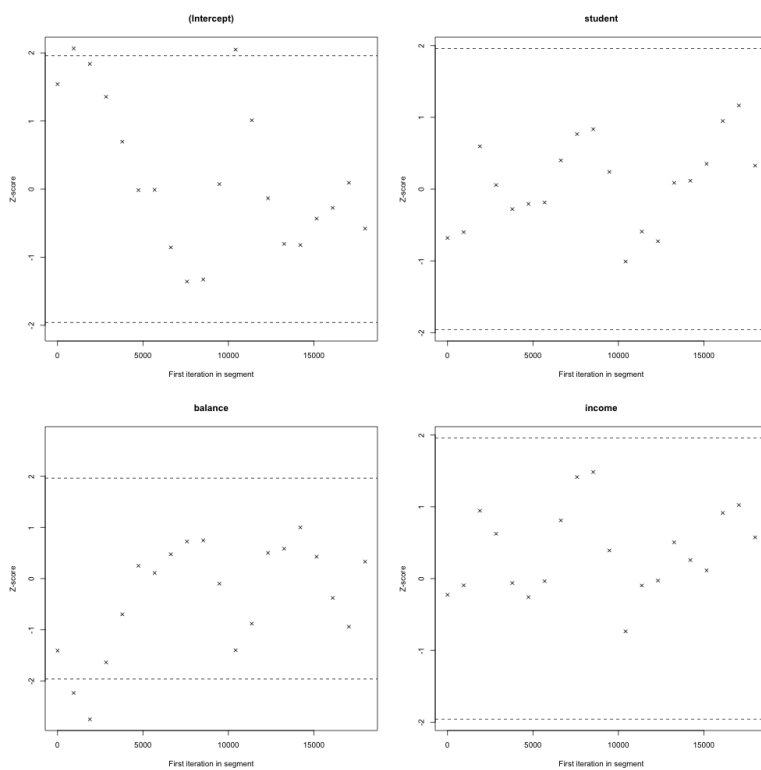 (Intercept)
2
1
0
-1
-2
Z-score
0 5000 10000 15000
First iteration in segment
student
2
1
0
-1
-2
Z-score
0 5000 10000 15000
First iteration in segment
balance
2
1
0
-1
-2
Z-score
0 5000 10000 15000
First iteration in segment
income
2
1
0
-1
-2
Z-score
0 5000 10000 15000
First iteration in segment